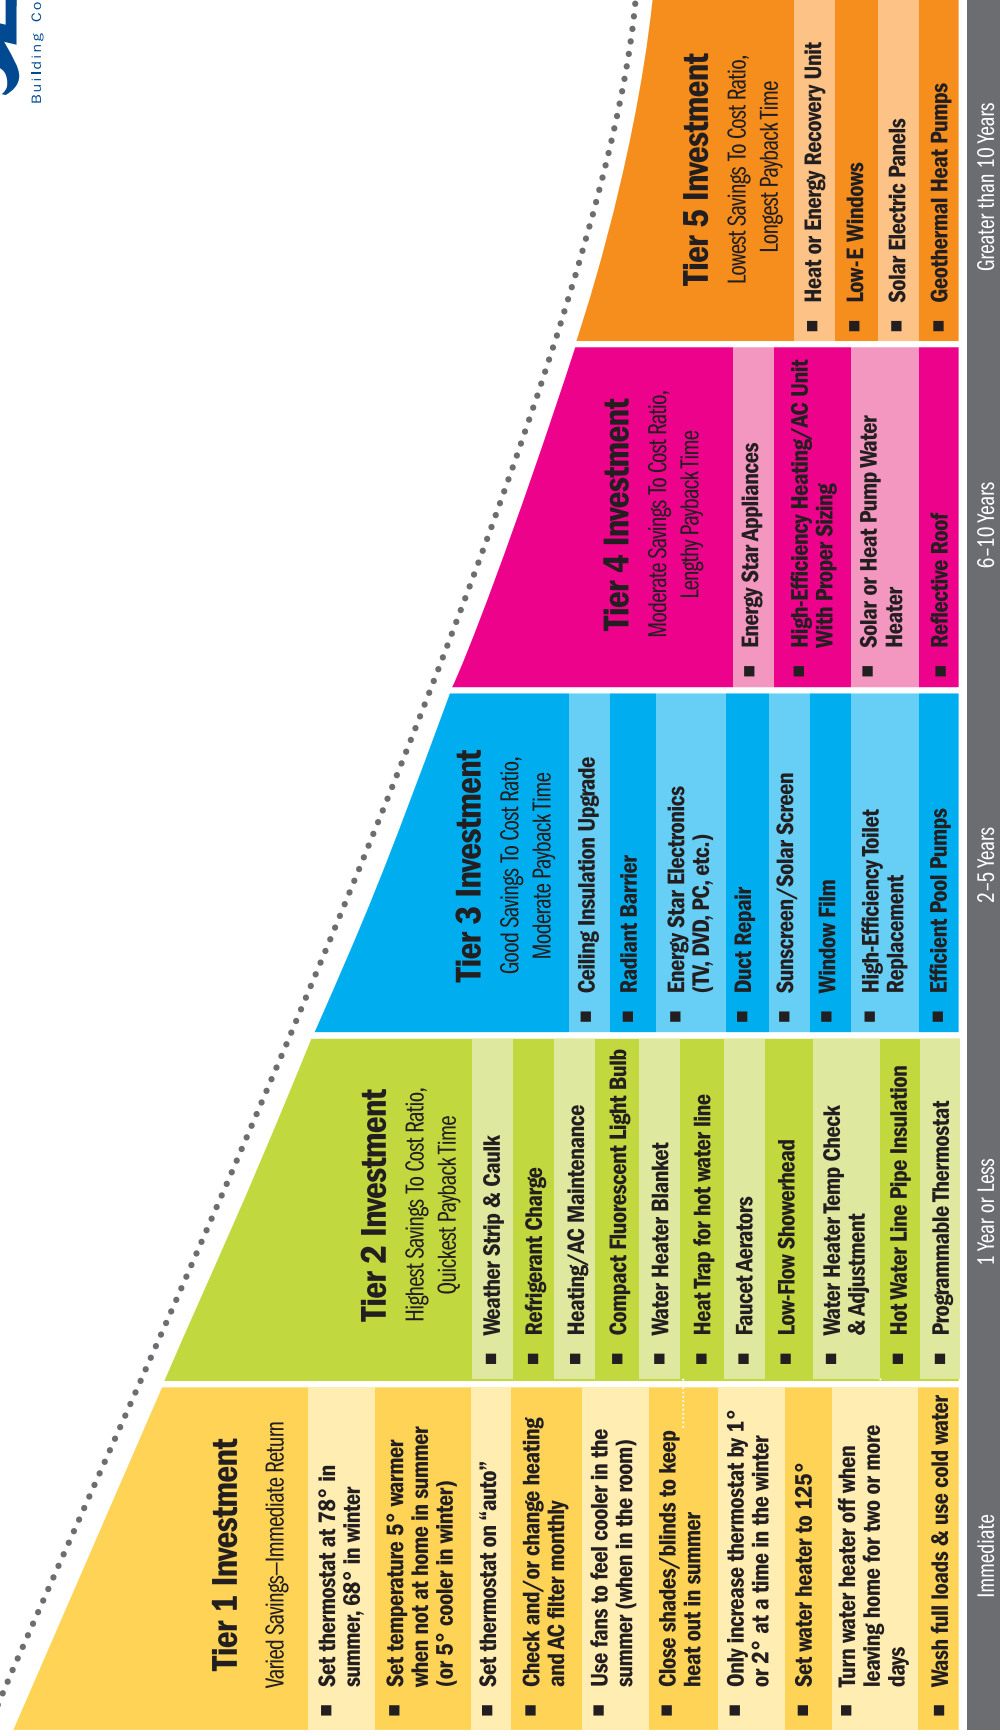 Building Co
Tier 1 Investment
Varied Savings—Immediate Return
■ Set thermostat at 78° in
summer, 68° in winter
■ Set temperature 5° warmer
when not at home in summer
(or 5° cooler in winter)
■ Set thermostat on “auto”
■ Check and/or change heating
and AC filter monthly
■ Use fans to feel cooler in the
summer (when in the room)
■ Close shades/blinds to keep
heat out in summer
■ Only increase thermostat by 1°
or 2° at a time in the winter
■ Set water heater to 125°
■ Turn water heater off when
leaving home for two or more
days
■ Wash full loads & use cold water
Immediate
Tier 2 Investment
Highest Savings To Cost Ratio,
Quickest Payback Time
■ Weather Strip & Caulk
■ Refrigerant Charge
■ Heating/AC Maintenance
■ Compact Fluorescent Light Bulb
■ Water Heater Blanket
■ Heat Trap for hot water line
■ Faucet Aerators
■ Low-Flow Showerhead
■ Water Heater Temp Check
& Adjustment
■ Hot Water Line Pipe Insulation
■ Programmable Thermostat
1 Year or Less
Tier 3 Investment
Good Savings To Cost Ratio,
Moderate Payback Time
■ Ceiling Insulation Upgrade
■ Radiant Barrier
■ Energy Star Electronics
(TV, DVD, PC, etc.)
■ Duct Repair
■ Sunscreen/Solar Screen
■ Window Film
■ High-Efficiency Toilet
Replacement
■ Efficient Pool Pumps
2–5 Years
Tier 4 Investment
Moderate Savings To Cost Ratio,
Lengthy Payback Time
■ Energy Star Appliances
■ High-Efficiency Heating/AC Unit
With Proper Sizing
■ Solar or Heat Pump Water
Heater
■ Reflective Roof
6–10 Years
Tier 5 Investment
Lowest Savings To Cost Ratio,
Longest Payback Time
■ Heat or Energy Recovery Unit
■ Low-E Windows
■ Solar Electric Panels
■ Geothermal Heat Pumps
Greater than 10 Years